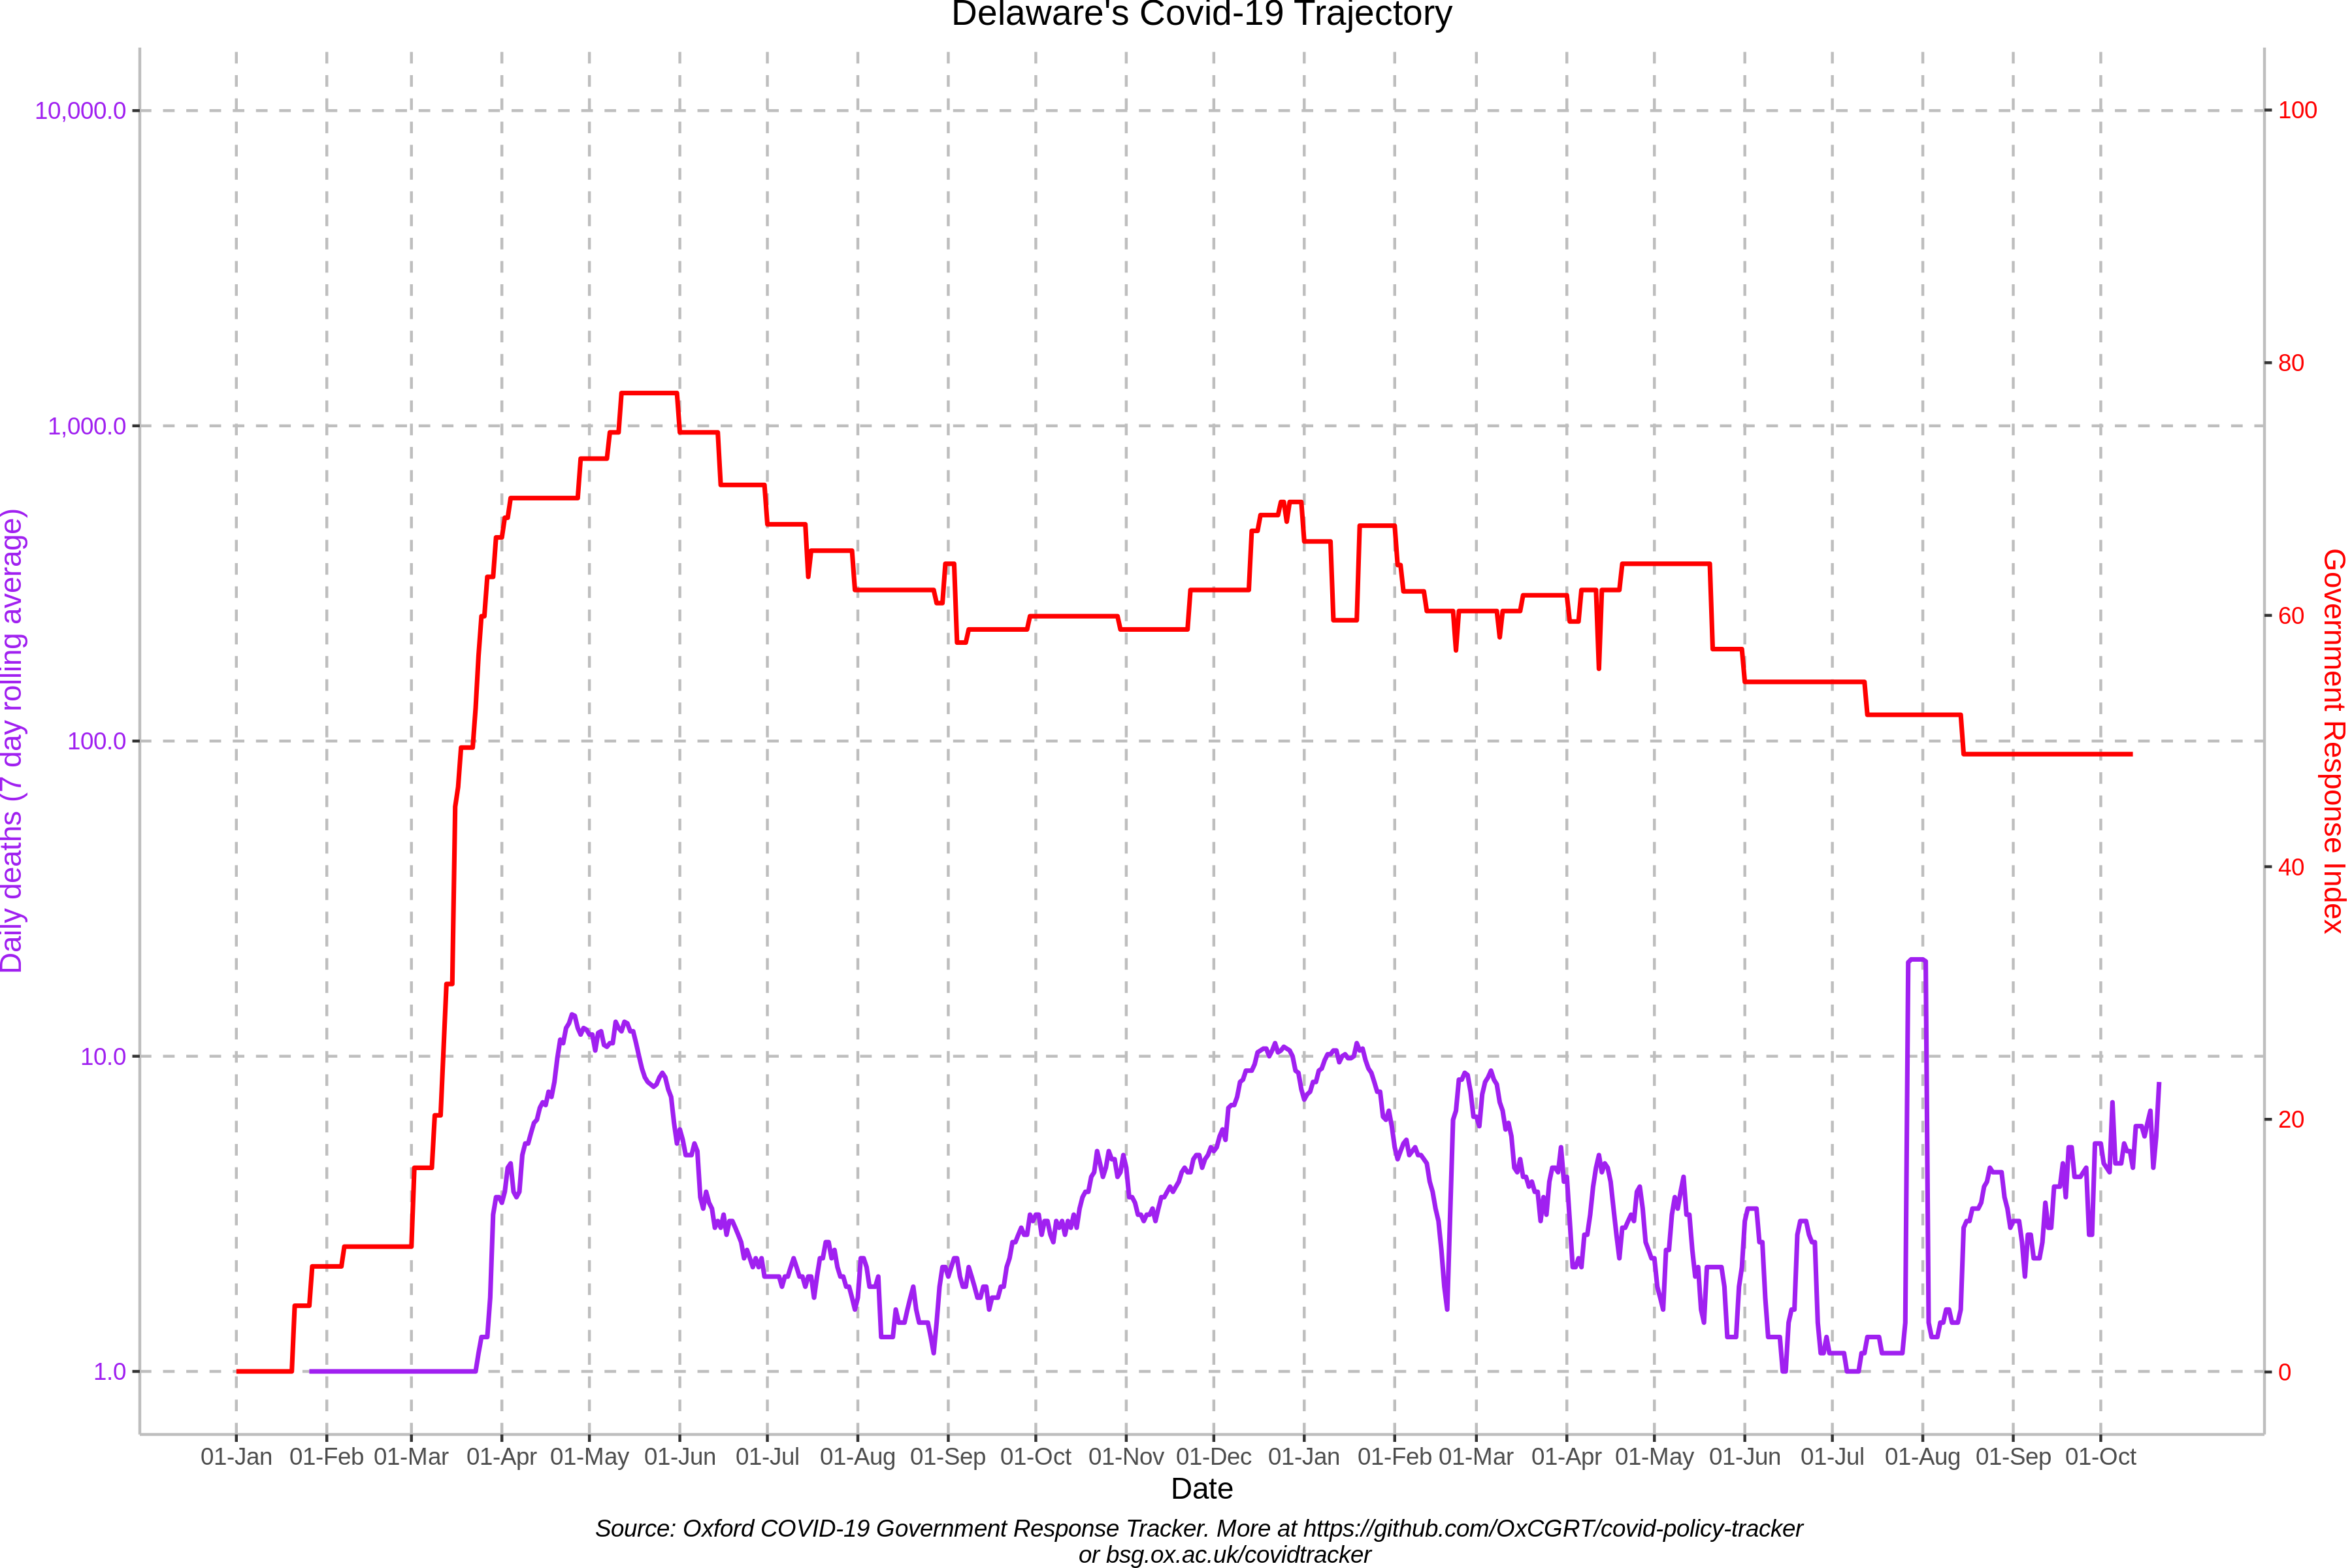 Delaware's Covid-19 Trajectory
10,000.0
1,000.0
100.0
10.0
1.0
Daily deaths (7 day rolling average)
100
80
60
40
20
0
Government Response Index
01-Jan 01-Feb 01-Mar 01-Apr 01-May 01-Jun 01-Jul 01-Aug 01-Sep 01-Oct 01-Nov 01-Dec 01-Jan 01-Feb 01-Mar 01-Apr 01-May 01-Jun 01-Jul 01-Aug 01-Sep 01-Oct
Date
Source: Oxford COVID-19 Government Response Tracker. More at https://github.com/OxCGRT/covid-policy-tracker
or bsg.ox.ac.uk/covidtracker